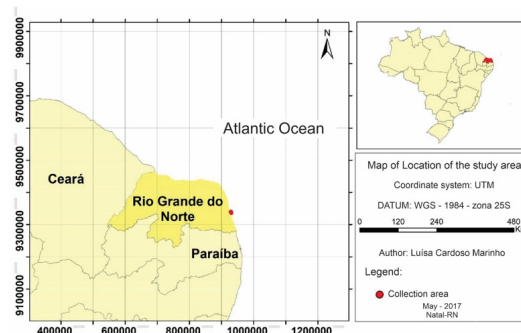 9900000
9700000
9500000
9300000
9100000
N
Atlantic Ocean
Ceará
Rio Grande do
Norte
Paraíba
400000 600000 800000 1000000 1200000
Map of Location of the study area
Coordinate system: UTM
DATUM: WGS - 1984 - zona 25S
0 120 240 480
Author: Luísa Cardoso Marinho
Legend:
Collection area
May - 2017
Natal-RN